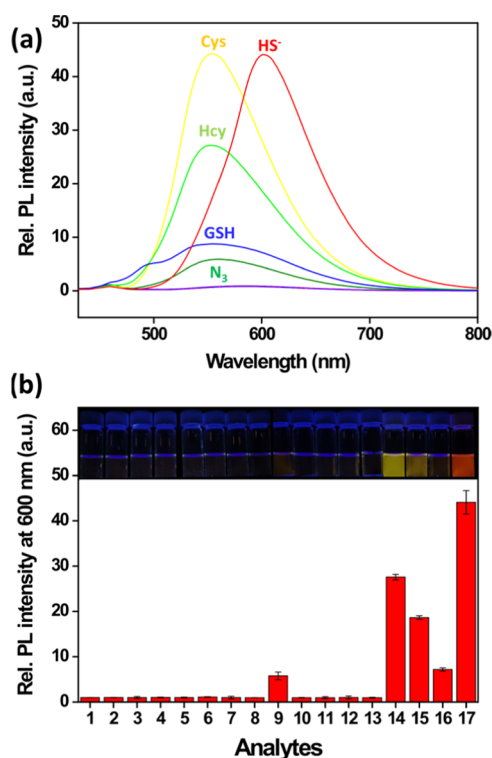 (a)
50
40
30
20
10
0
Rel. PL intensity (a.u.)
Cys
HS-
Hcy
GSH
N3
500 600 700 800
Wavelength (nm)
(b)
60
50
40
30
20
10
0
Rel. PL intensity at 600 nm (a.u.)
1 2 3 4 5 6 7 8 9 10 11 12 13 14 15 16 17
Analytes